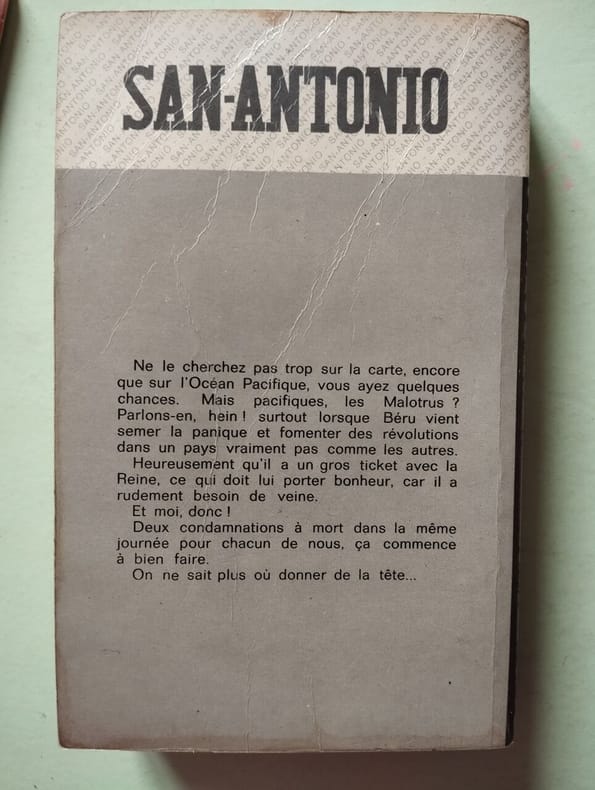 SAN-ANTONIO
Ne le cherchez pas trop sur la carte, encore
que sur l'Océan Pacifique, vous ayez quelques
chances. Mais pacifiques, les Malotrus ?
Parlons-en, hein ! surtout lorsque Béru vient
semer la panique et fomenter des révolutions
dans un pays vraiment pas comme les autres.
Heureusement qu'il a un gros ticket avec la
Reine, ce qui doit lui porter bonheur, car il a
rudement besoin de veine.
Et moi, donc !
Deux condamnations à mort dans la même
journée pour chacun de nous, ça commence
à bien faire.
On ne sait plus où donner de la tête...